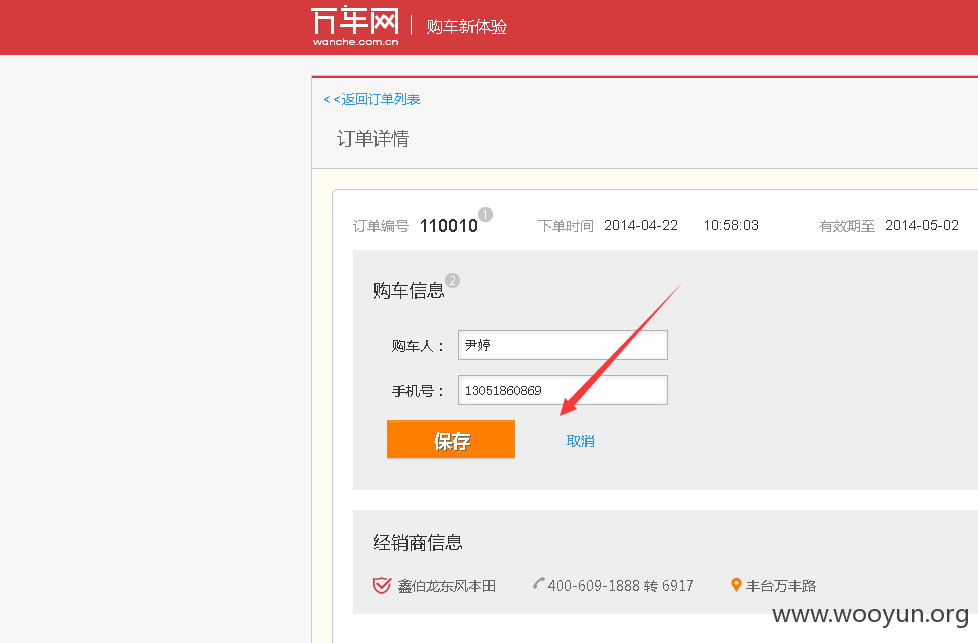 万车网 购车新体验
wanche.com.cn
<<返回订单列表
订单详情
订单编号 110010 1 下单时间 2014-04-22 10:58:03 有效期至 2014-05-02
购车信息 2
购车人： 尹婷
手机号： 13051860869
保存 取消
经销商信息
鑫伯龙东风本田 400-609-1888 转 6917 丰台万丰路
www.wooyun.org